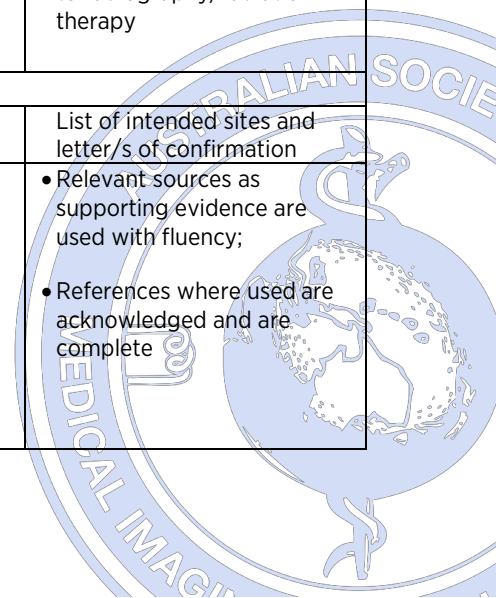 therapy
List of intended sites and
letter/s of confirmation
• Relevant sources as
supporting evidence are
used with fluency;
• References where used are
acknowledged and are
complete
AUSTRALIAN SOCIE
MEDICAL IMAGIN